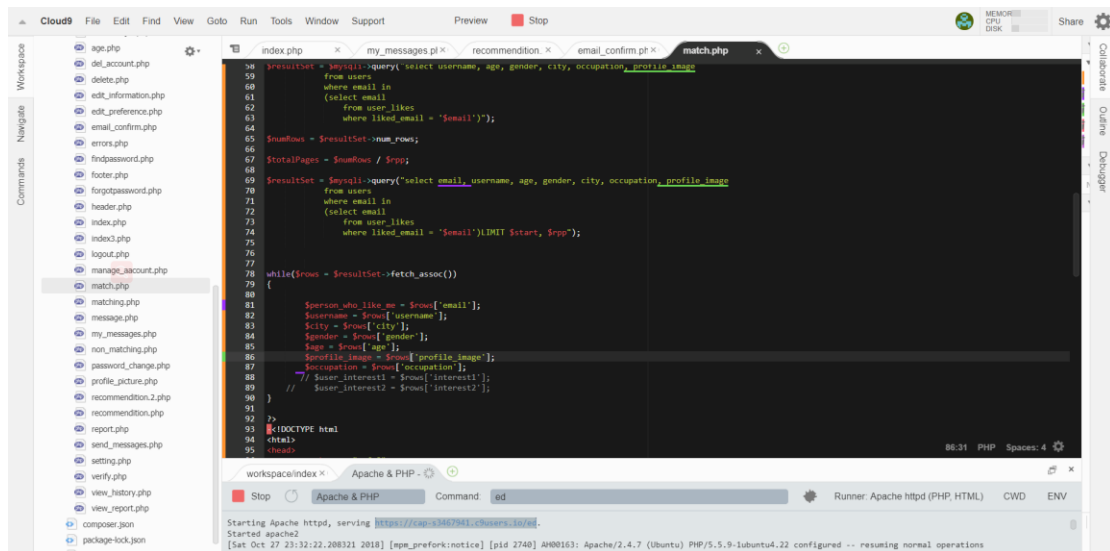 Cloud9 File Edit Find View Goto Run Tools Window Support Preview Stop MEMORY CPU DISK Share
Workspace
Navigate
Commands
age.php
del_account.php
delete.php
edit_information.php
edit_preference.php
email_confirm.php
errors.php
findpassword.php
footer.php
forgotpassword.php
header.php
index.php
index3.php
logout.php
manage_aacount.php
match.php
matching.php
message.php
my_messages.php
non_matching.php
password_change.php
profile_picture.php
recommendition.2.php
recommendition.php
report.php
send_messages.php
setting.php
verify.php
view_history.php
view_report.php
composer.json
package-lock.json
index.php × my_messages.pl × recommendition. × email_confirm.ph × match.php ×
58 $resultSet = $mysqli->query("select username, age, gender, city, occupation, profile_image
59 from users
60 where email in
61 (select email
62 from user_likes
63 where liked_email = '$email')");
64
65 $numRows = $resultSet->num_rows;
66
67 $totalPages = $numRows / $rpp;
68
69 $resultSet = $mysqli->query("select email, username, age, gender, city, occupation, profile_image
70 from users
71 where email in
72 (select email
73 from user_likes
74 where liked_email = '$email')LIMIT $start, $rpp");
75
76
77
78 while($rows = $resultSet->fetch_assoc())
79 {
80
81 $person_who_like_me = $rows['email'];
82 $username = $rows['username'];
83 $city = $rows['city'];
84 $gender = $rows['gender'];
85 $age = $rows['age'];
86 $profile_image = $rows['profile_image'];
87 $occupation = $rows['occupation'];
88 // $user_interest1 = $rows['interest1'];
89 // $user_interest2 = $rows['interest2'];
90 }
91
92 ?>
93 <!DOCTYPE html
94 <html>
95 <head>
86:31 PHP Spaces: 4
Collaborate
Outline
Debugger
workspace/index × Apache & PHP -
Stop Apache & PHP Command: ed Runner: Apache httpd (PHP, HTML) CWD ENV
Starting Apache httpd, serving https://cap-s3467941.c9users.io/ed.
Started apache2
[Sat Oct 27 23:32:22.208321 2018] [mpm_prefork:notice] [pid 2740] AH00163: Apache/2.4.7 (Ubuntu) PHP/5.5.9-1ubuntu4.22 configured -- resuming normal operations